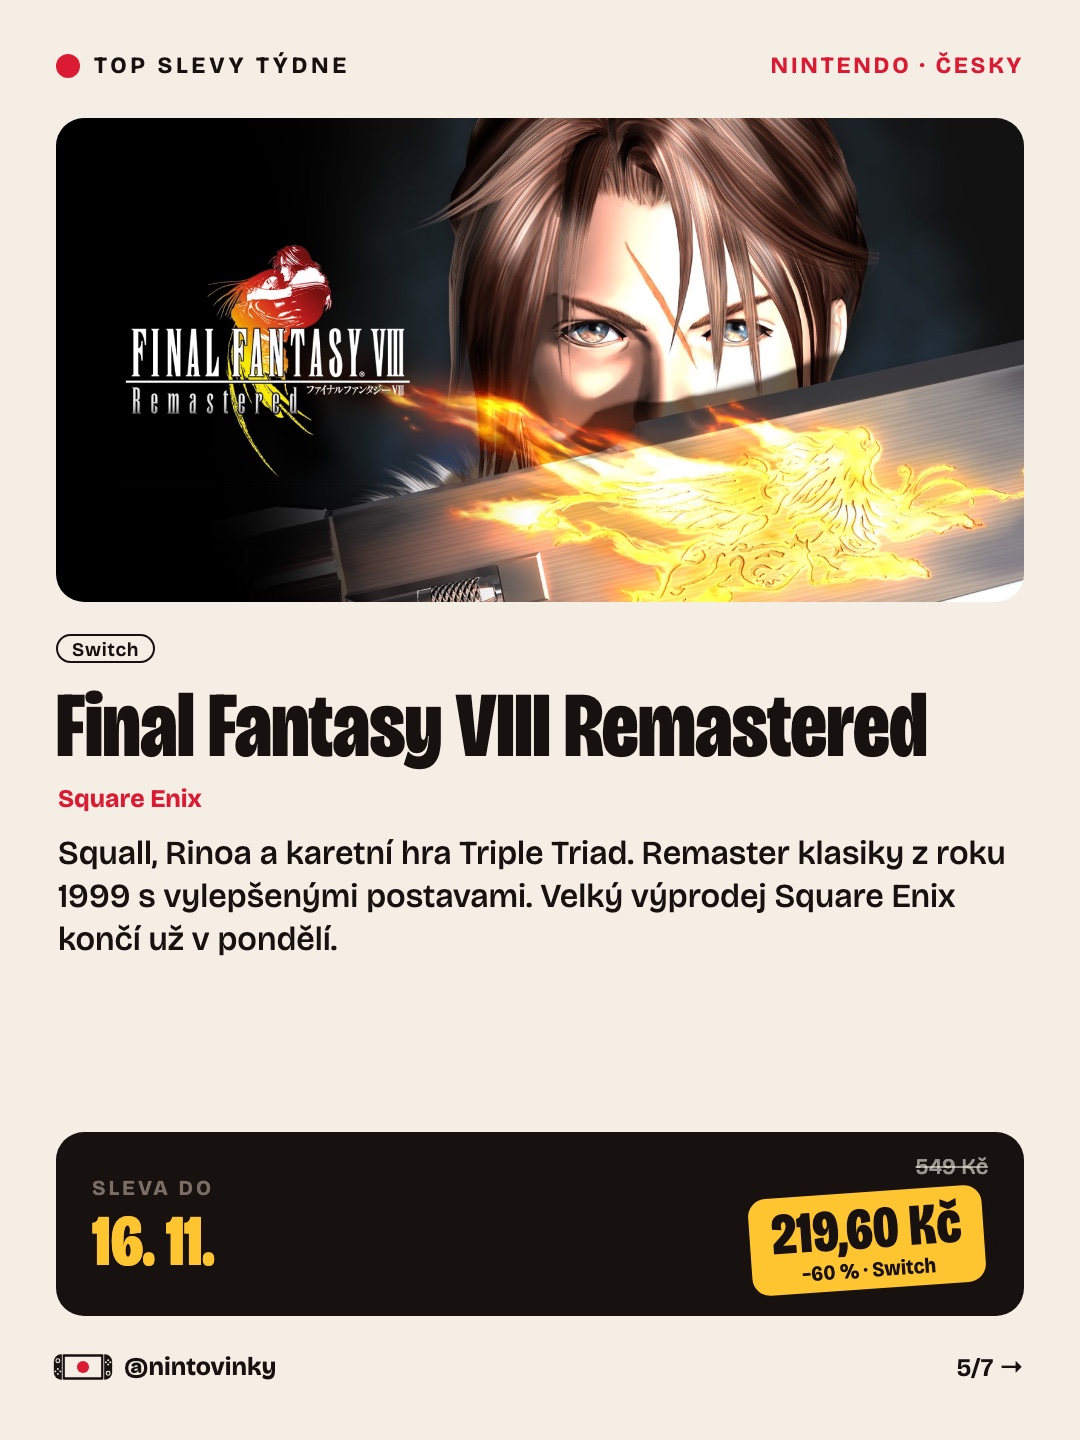 TOP SLEVY TÝDNE
NINTENDO · ČESKY
FINAL FANTASY VIII
ファイナルファンタジーVIII
Remastered
Switch
Final Fantasy VIII Remastered
Square Enix
Squall, Rinoa a karetní hra Triple Triad. Remaster klasiky z roku
1999 s vylepšenými postavami. Velký výprodej Square Enix
končí už v pondělí.
SLEVA DO
16. 11.
549 Kč
219,60 Kč
-60 % · Switch
@nintovinky
5/7 →